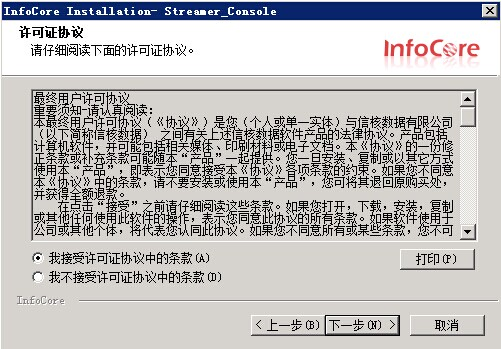 InfoCore Installation- Streamer_Console
许可证协议
请仔细阅读下面的许可证协议。
InfoCore
最终用户许可协议
重要须知-请认真阅读：
本最终用户许可协议（《协议》）是您（个人或单一实体）与信核数据有限公司
（以下简称信核数据） 之间有关上述信核数据软件产品的法律协议。产品包括
计算机软件，并可能包括相关媒体、印刷材料或电子文档。本《协议》的一份修
正条款或补充条款可能随本“产品”一起提供。您一旦安装、复制或以其它方式
使用本“产品”，即表示您同意接受本《协议》各项条款的约束。如果您不同意
本《协议》中的条款，请不要安装或使用本“产品”，您可将其退回原购买处，
并获得全额退款。
在点击“接受”之前请仔细阅读这些条款。如果您打开，下载，安装，复制
或其他任何使用此软件的操作，表示您同意此协议的所有条款。如果软件使用于
公司或其他个体，将代表您认同此协议。如果您不同意所有或某些条款，您不可
我接受许可证协议中的条款(A)
我不接受许可证协议中的条款(D)
打印(P)
InfoCore
< 上一步(B)
下一步(N) >
取消